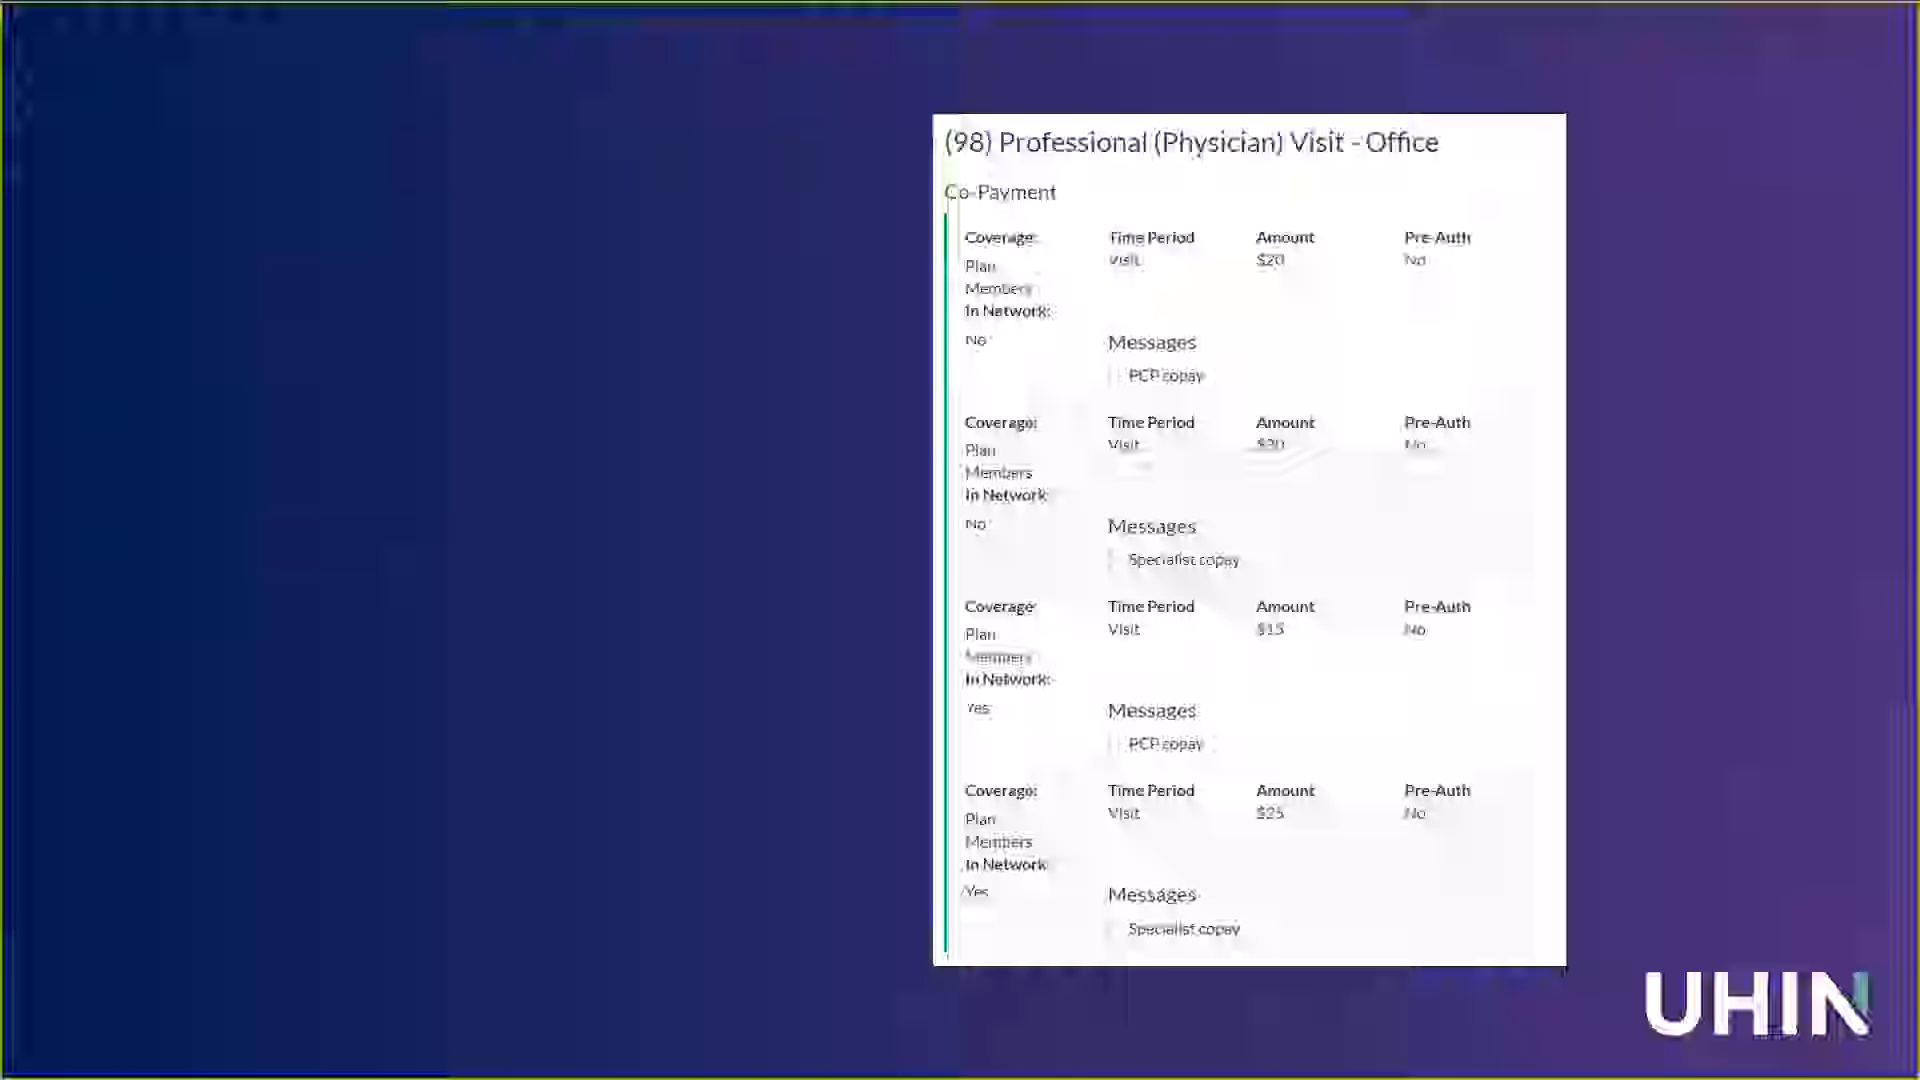 (98) Professional (Physician) Visit - Office
Co-Payment
Coverage: Time Period Amount Pre-Auth
Plan Visit $20 No
Members
In Network:
No Messages
PCP copay
Coverage: Time Period Amount Pre-Auth
Plan Visit No
Members
In Network:
No Messages
Specialist copay
Coverage: Time Period Amount Pre-Auth
Plan Visit $15 No
Members
In Network:
Yes Messages
PCP copay
Coverage: Time Period Amount Pre-Auth
Plan Visit $25 No
Members
In Network:
Yes Messages
Specialist copay
UHIN